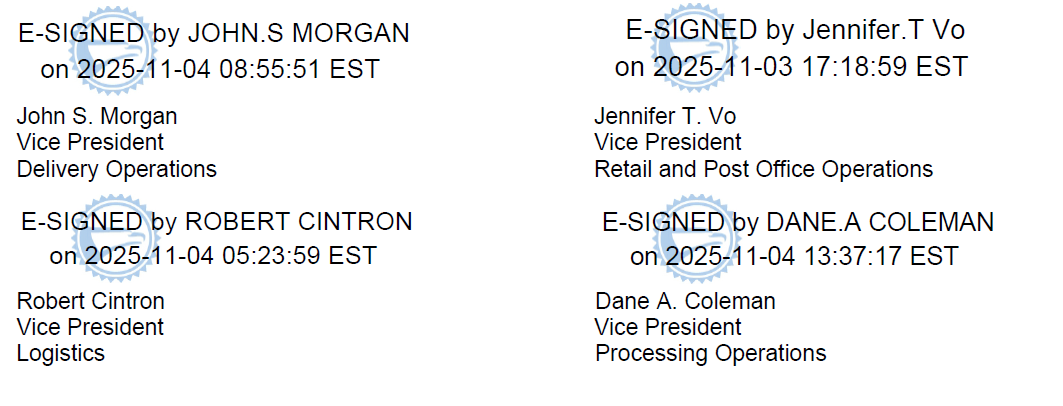 E-SIGNED by JOHN.S MORGAN
on 2025-11-04 08:55:51 EST
John S. Morgan
Vice President
Delivery Operations
E-SIGNED by Jennifer.T Vo
on 2025-11-03 17:18:59 EST
Jennifer T. Vo
Vice President
Retail and Post Office Operations
E-SIGNED by ROBERT CINTRON
on 2025-11-04 05:23:59 EST
Robert Cintron
Vice President
Logistics
E-SIGNED by DANE.A COLEMAN
on 2025-11-04 13:37:17 EST
Dane A. Coleman
Vice President
Processing Operations